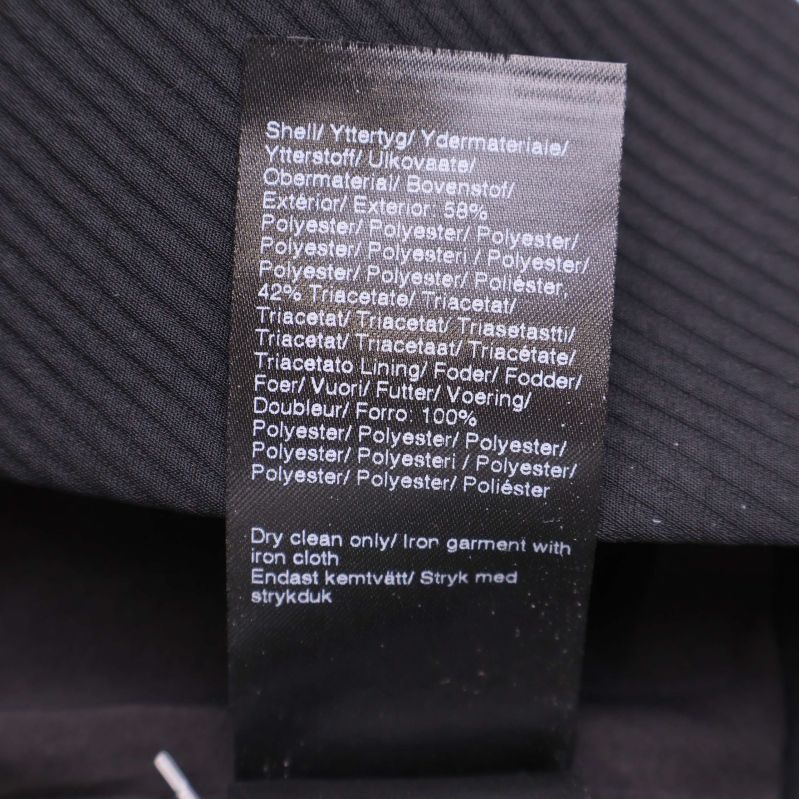 Shell/ Yttertyg/ Ydermateriale/
Ytterstoff/ Ulkovaate/
Obermaterial/ Bovenstof/
Extérior/ Exterior: 58%
Polyester/ Polyester/ Polyester/
Polyester/ Polyesteri / Polyester/
Polyester/ Polyester/ Poliéster,
42% Triacetate/ Triacetat/
Triacetat/ Triacetat/ Triasetastti/
Triacetat/ Triacetaat/ Triacétate/
Triacetato Lining/ Foder/ Fodder/
Foer/ Vuori/ Futter/ Voering/
Doubleur/ Forro: 100%
Polyester/ Polyester/ Polyester/
Polyester/ Polyesteri / Polyester/
Polyester/ Polyester/ Poliéster
Dry clean only/ Iron garment with
iron cloth
Endast kemtvätt/ Stryk med
strykduk